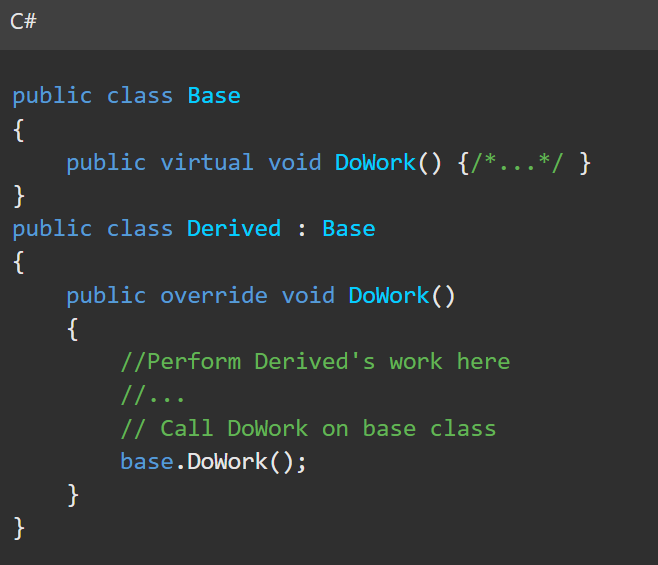 C#
public class Base
{
    public virtual void DoWork() {/*...*/ }
}
public class Derived : Base
{
    public override void DoWork()
    {
        //Perform Derived's work here
        //...
        // Call DoWork on base class
        base.DoWork();
    }
}